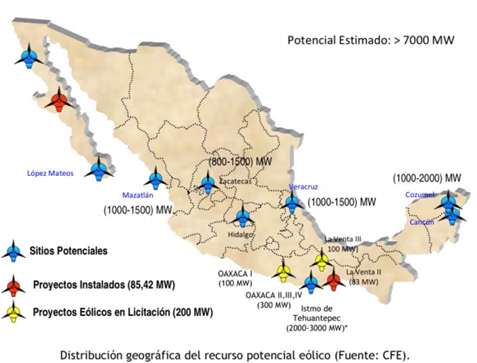 Potencial Estimado: > 7000 MW
López Mateos
Mazatlán
(1000-1500) MW
(800-1500) MW
Zacatecas
Hidalgo
Veracruz
(1000-1500) MW
(1000-2000) MW
Cozumel
Cancún
La Venta III
100 MW)
La Venta II
(83 MW)
OAXACA I
(100 MW)
OAXACA II,III,IV
(300 MW)
Istmo de
Tehuantepec
(2000-3000 MW)*
Sitios Potenciales
Proyectos Instalados (85,42 MW)
Proyectos Eólicos en Licitación (200 MW)
Distribución geográfica del recurso potencial eólico (Fuente: CFE).